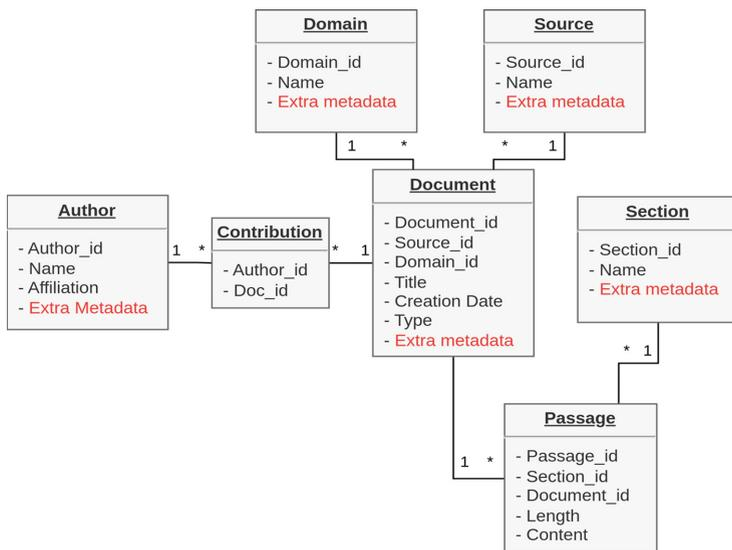 Domain
- Domain_id
- Name
- Extra metadata
Source
- Source_id
- Name
- Extra metadata
1 *
* 1
Document
- Document_id
- Source_id
- Domain_id
- Title
- Creation Date
- Type
- Extra metadata
Author
- Author_id
- Name
- Affiliation
- Extra Metadata
1 *
Contribution
- Author_id
- Doc_id
* 1
Section
- Section_id
- Name
- Extra metadata
* 1
1 *
Passage
- Passage_id
- Section_id
- Document_id
- Length
- Content